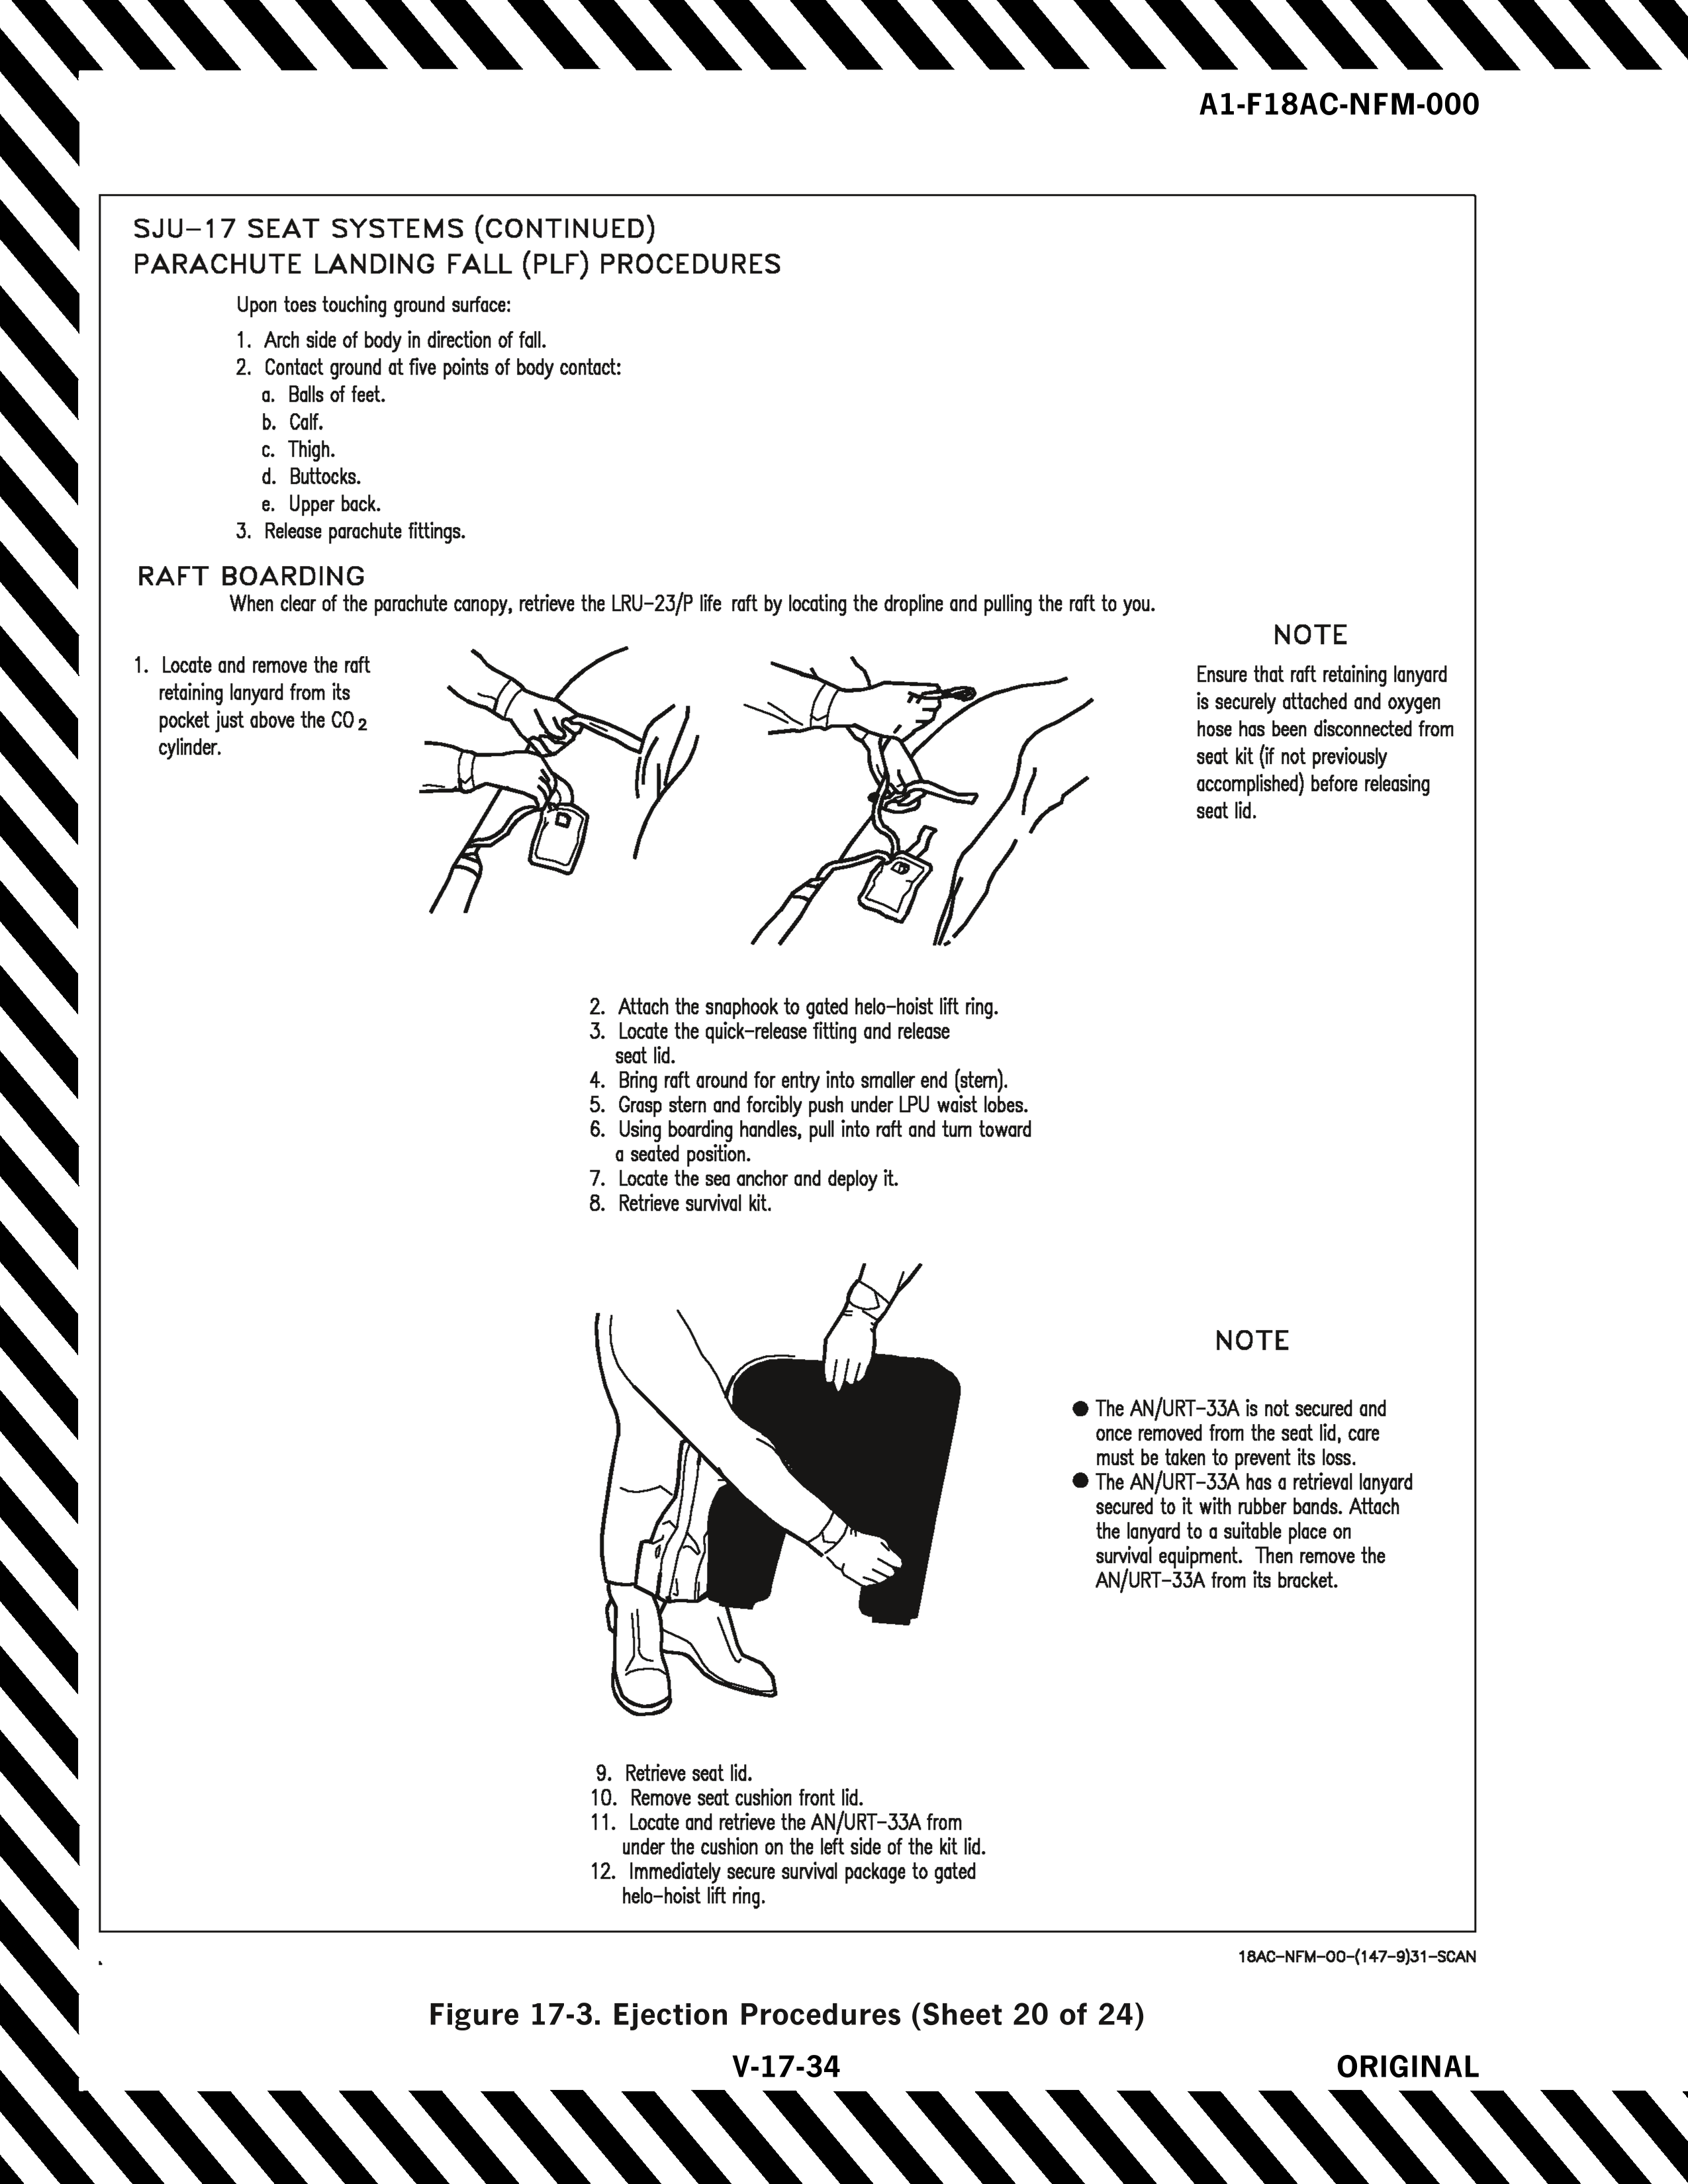 A1-F18AC-NFM-000
SJU-17 SEAT SYSTEMS (CONTINUED)
PARACHUTE LANDING FALL (PLF) PROCEDURES
Upon toes touching ground surface:
1. Arch side of body in direction of fall.
2. Contact ground at five points of body contact:
a. Balls of feet.
b. Calf.
c. Thigh.
d. Buttocks.
e. Upper back.
3. Release parachute fittings.
RAFT BOARDING
When clear of the parachute canopy, retrieve the LRU-23/P life raft by locating the dropline and pulling the raft to you.
1. Locate and remove the raft
retaining lanyard from its
pocket just above the CO2
cylinder.
NOTE
Ensure that raft retaining lanyard
is securely attached and oxygen
hose has been disconnected from
seat kit (if not previously
accomplished) before releasing
seat lid.
2. Attach the snaphook to gated helo-hoist lift ring.
3. Locate the quick-release fitting and release
seat lid.
4. Bring raft around for entry into smaller end (stern).
5. Grasp stern and forcibly push under LPU waist lobes.
6. Using boarding handles, pull into raft and turn toward
a seated position.
7. Locate the sea anchor and deploy it.
8. Retrieve survival kit.
NOTE
● The AN/URT-33A is not secured and
once removed from the seat lid, care
must be taken to prevent its loss.
● The AN/URT-33A has a retrieval lanyard
secured to it with rubber bands. Attach
the lanyard to a suitable place on
survival equipment. Then remove the
AN/URT-33A from its bracket.
9. Retrieve seat lid.
10. Remove seat cushion front lid.
11. Locate and retrieve the AN/URT-33A from
under the cushion on the left side of the kit lid.
12. Immediately secure survival package to gated
helo-hoist lift ring.
18AC-NFM-00-(147-9)31-SCAN
Figure 17-3. Ejection Procedures (Sheet 20 of 24)
V-17-34
ORIGINAL